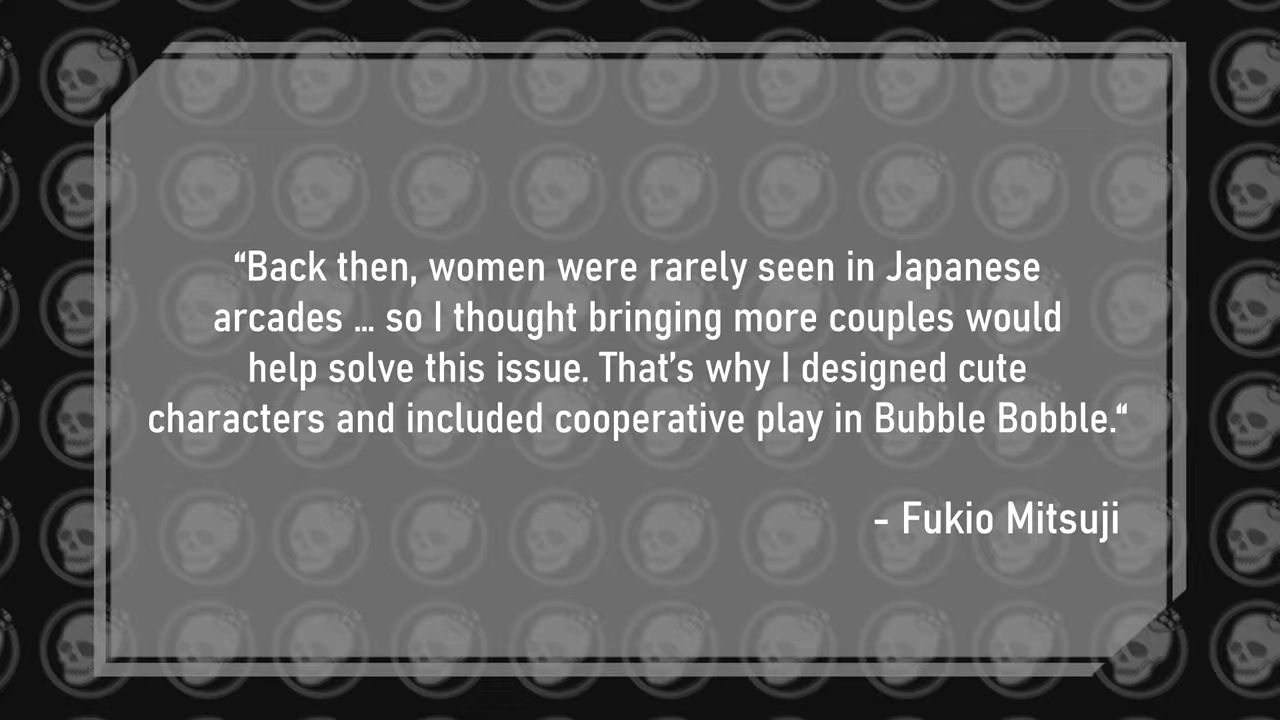 “Back then, women were rarely seen in Japanese
arcades ... so I thought bringing more couples would
help solve this issue. That’s why I designed cute
characters and included cooperative play in Bubble Bobble.“
- Fukio Mitsuji